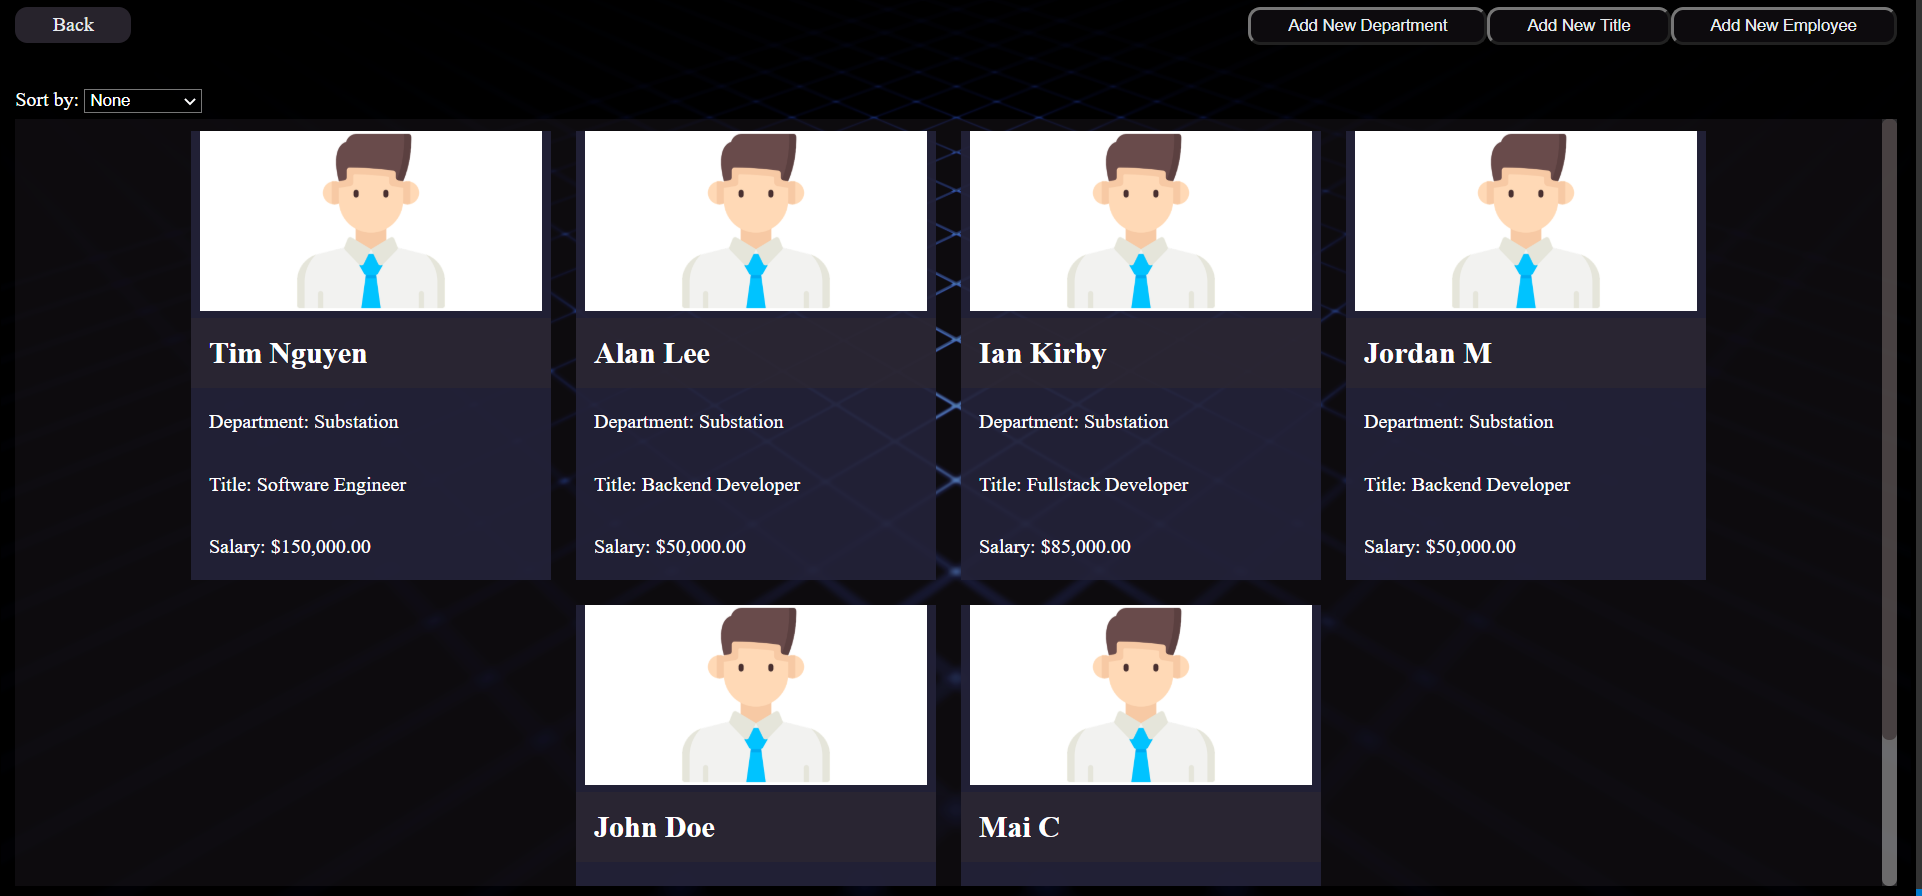 Back
Add New Department
Add New Title
Add New Employee
Sort by: None
Tim Nguyen
Department: Substation
Title: Software Engineer
Salary: $150,000.00
Alan Lee
Department: Substation
Title: Backend Developer
Salary: $50,000.00
Ian Kirby
Department: Substation
Title: Fullstack Developer
Salary: $85,000.00
Jordan M
Department: Substation
Title: Backend Developer
Salary: $50,000.00
John Doe
Mai C